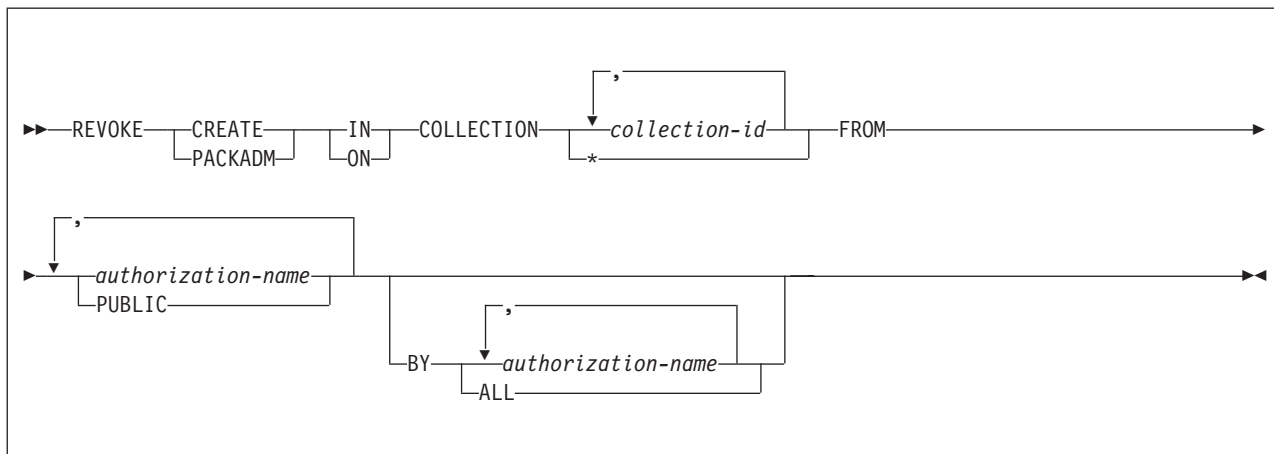 ,
REVOKE CREATE IN COLLECTION collection-id FROM
PACKADM ON *
,
authorization-name
PUBLIC
,
BY authorization-name
ALL